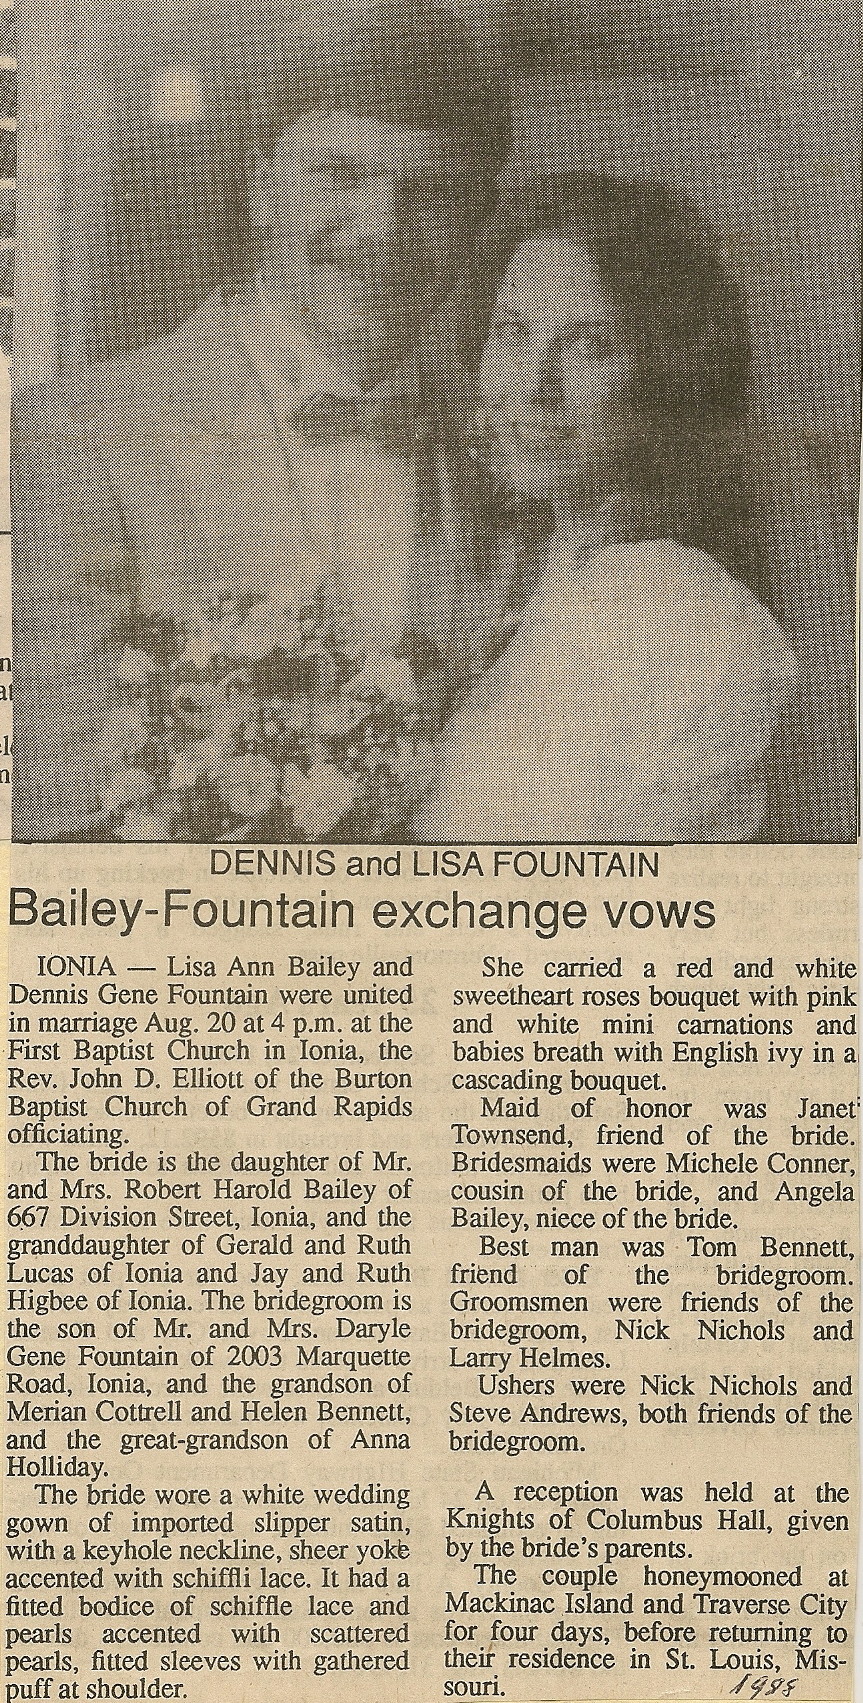 DENNIS and LISA FOUNTAIN
Bailey-Fountain exchange vows
IONIA — Lisa Ann Bailey and
Dennis Gene Fountain were united
in marriage Aug. 20 at 4 p.m. at the
First Baptist Church in Ionia, the
Rev. John D. Elliott of the Burton
Baptist Church of Grand Rapids
officiating.
The bride is the daughter of Mr.
and Mrs. Robert Harold Bailey of
667 Division Street, Ionia, and the
granddaughter of Gerald and Ruth
Lucas of Ionia and Jay and Ruth
Higbee of Ionia. The bridegroom is
the son of Mr. and Mrs. Daryle
Gene Fountain of 2003 Marquette
Road, Ionia, and the grandson of
Merian Cottrell and Helen Bennett,
and the great-grandson of Anna
Holliday.
The bride wore a white wedding
gown of imported slipper satin,
with a keyhole neckline, sheer yoke
accented with schiffli lace. It had a
fitted bodice of schiffle lace and
pearls accented with scattered
pearls, fitted sleeves with gathered
puff at shoulder.
She carried a red and white
sweetheart roses bouquet with pink
and white mini carnations and
babies breath with English ivy in a
cascading bouquet.
Maid of honor was Janet
Townsend, friend of the bride.
Bridesmaids were Michele Conner,
cousin of the bride, and Angela
Bailey, niece of the bride.
Best man was Tom Bennett,
friend of the bridegroom.
Groomsmen were friends of the
bridegroom, Nick Nichols and
Larry Helmes.
Ushers were Nick Nichols and
Steve Andrews, both friends of the
bridegroom.
A reception was held at the
Knights of Columbus Hall, given
by the bride's parents.
The couple honeymooned at
Mackinac Island and Traverse City
for four days, before returning to
their residence in St. Louis, Mis-
souri.
1988